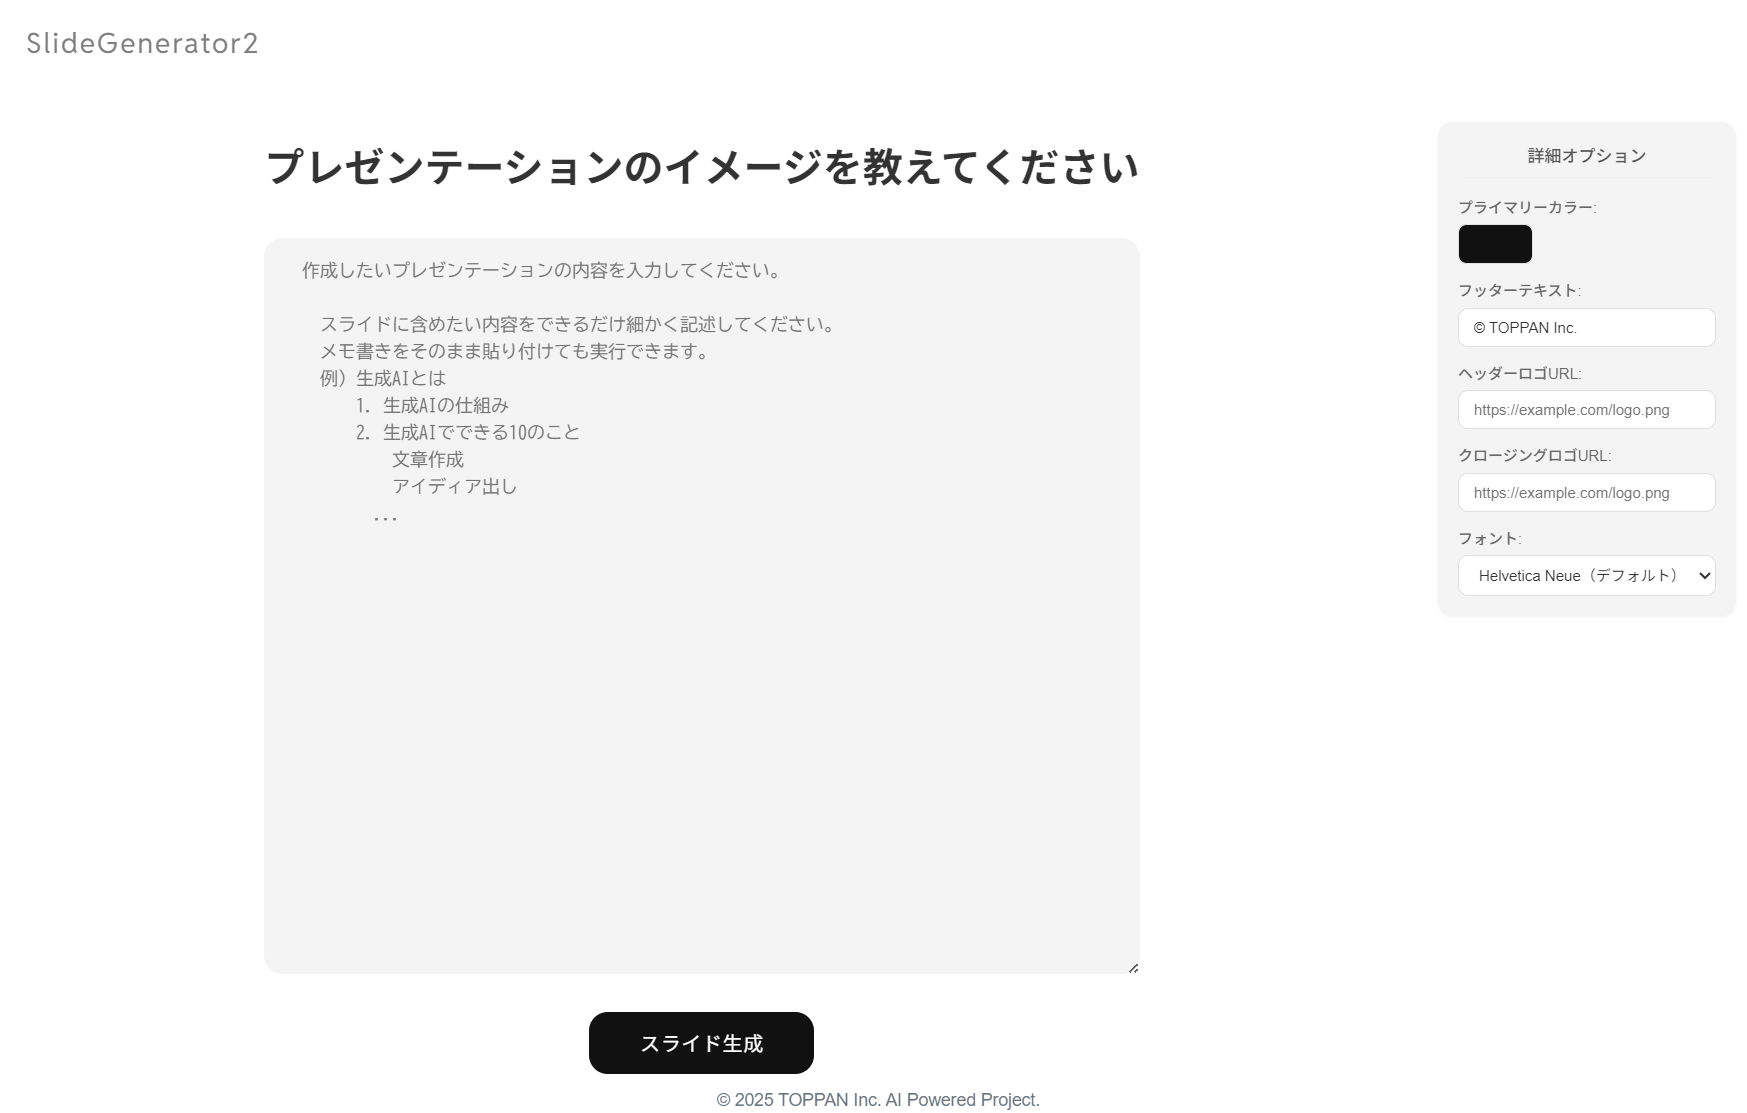 SlideGenerator2
プレゼンテーションのイメージを教えてください
作成したいプレゼンテーションの内容を入力してください。
スライドに含めたい内容をできるだけ細かく記述してください。
メモ書きをそのまま貼り付けても実行できます。
例）生成AIとは
1. 生成AIの仕組み
2. 生成AIでできる10のこと
文章作成
アイディア出し
...
スライド生成
詳細オプション
プライマリーカラー:
フッターテキスト:
© TOPPAN Inc.
ヘッダーロゴURL:
https://example.com/logo.png
クロージングロゴURL:
https://example.com/logo.png
フォント:
Helvetica Neue（デフォルト）
© 2025 TOPPAN Inc. AI Powered Project.